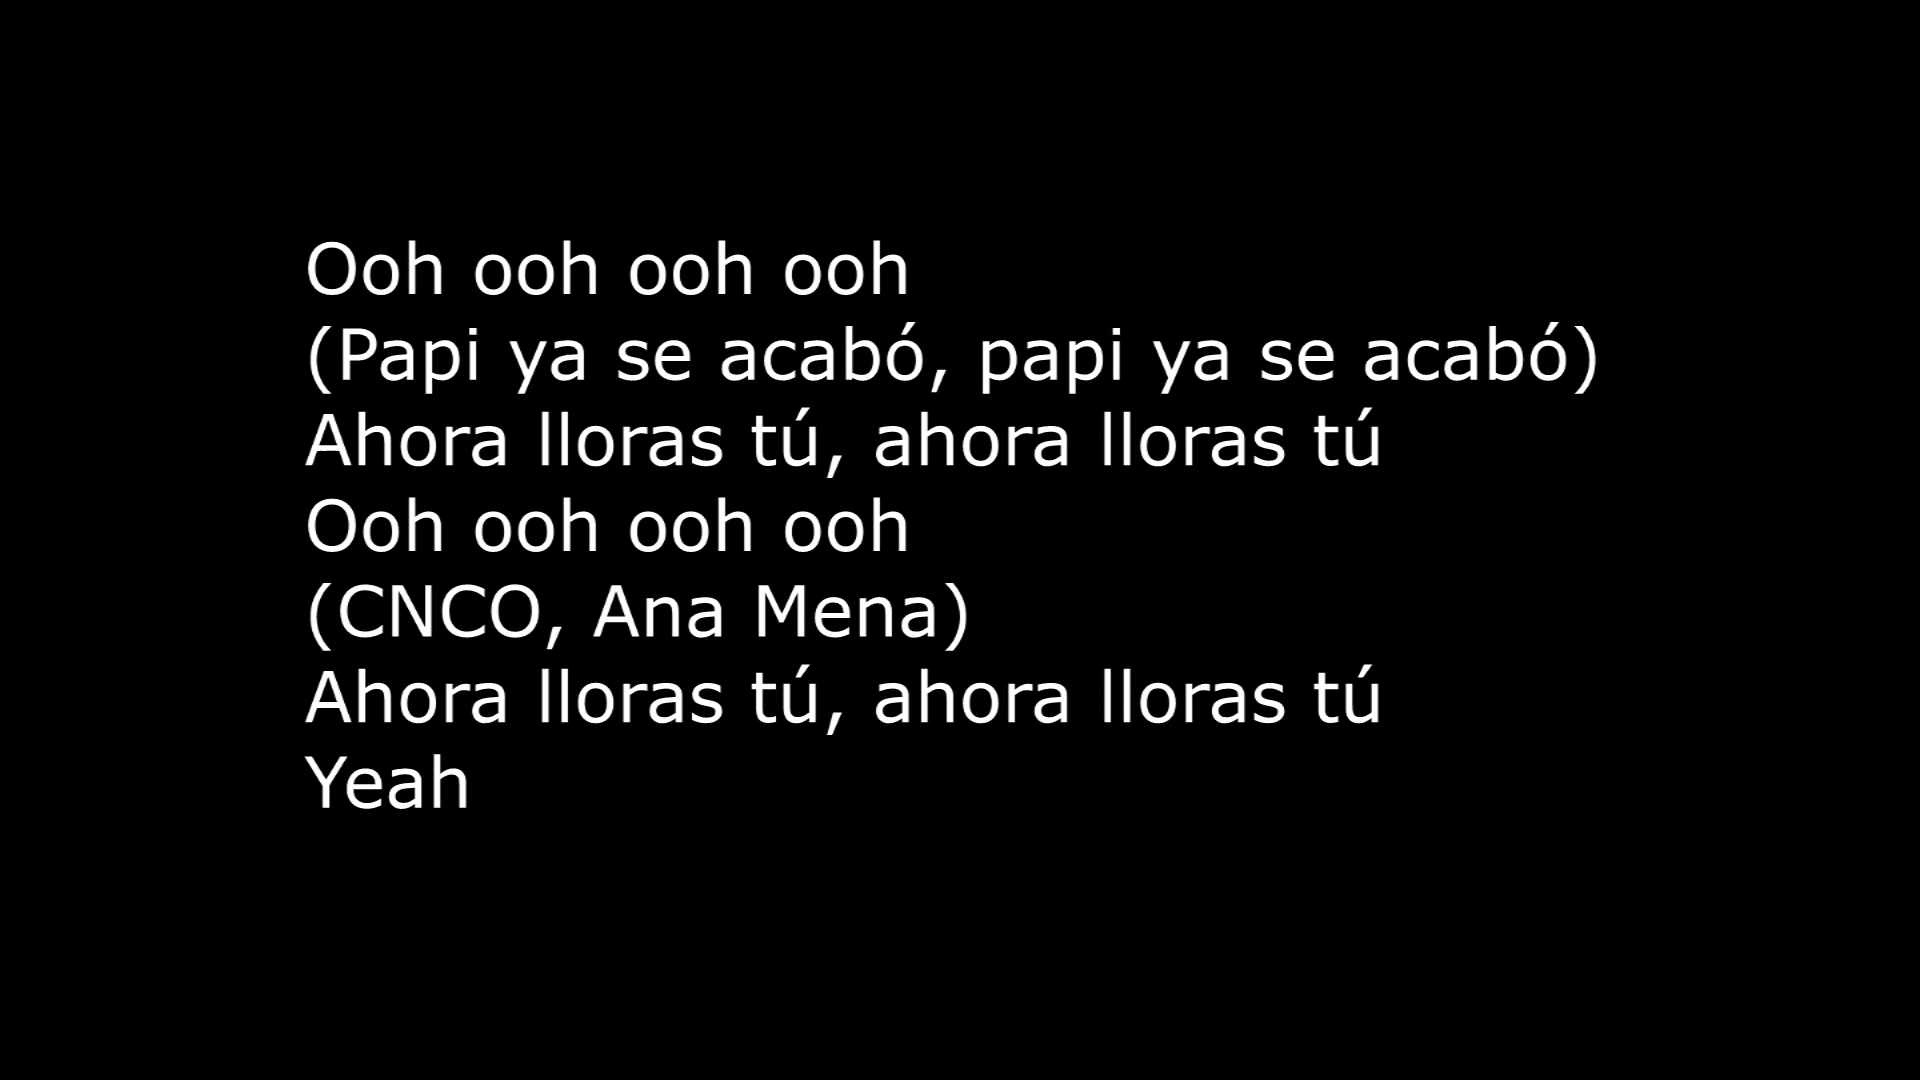 Ooh ooh ooh ooh
(Papi ya se acabó, papi ya se acabó)
Ahora lloras tú, ahora lloras tú
Ooh ooh ooh ooh
(CNCO, Ana Mena)
Ahora lloras tú, ahora lloras tú
Yeah